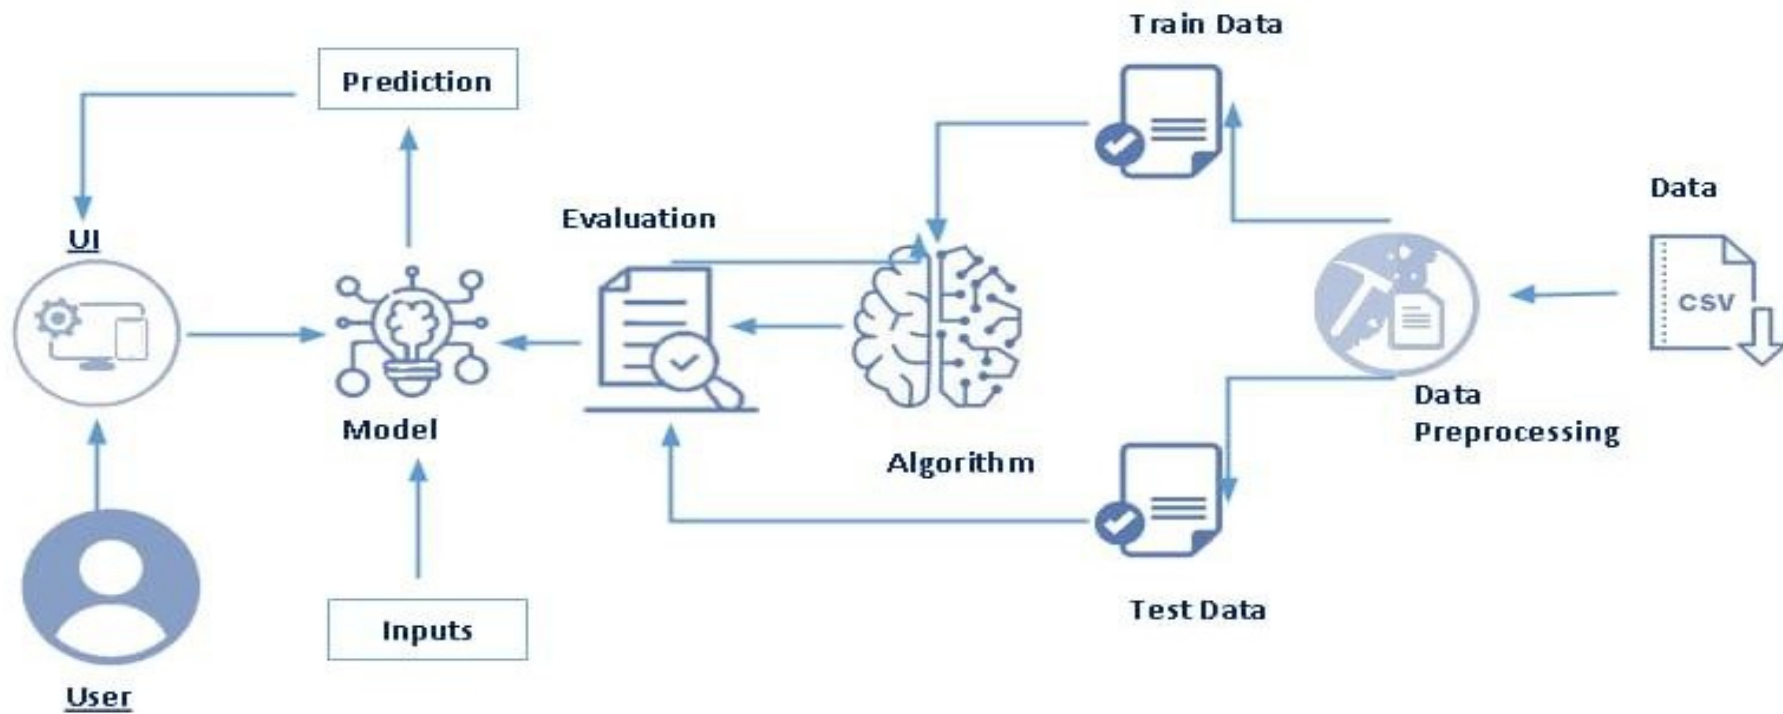 Train Data
Prediction
Data
Evaluation
UI
CSV
Data
Preprocessing
Model
Algorithm
Test Data
Inputs
User